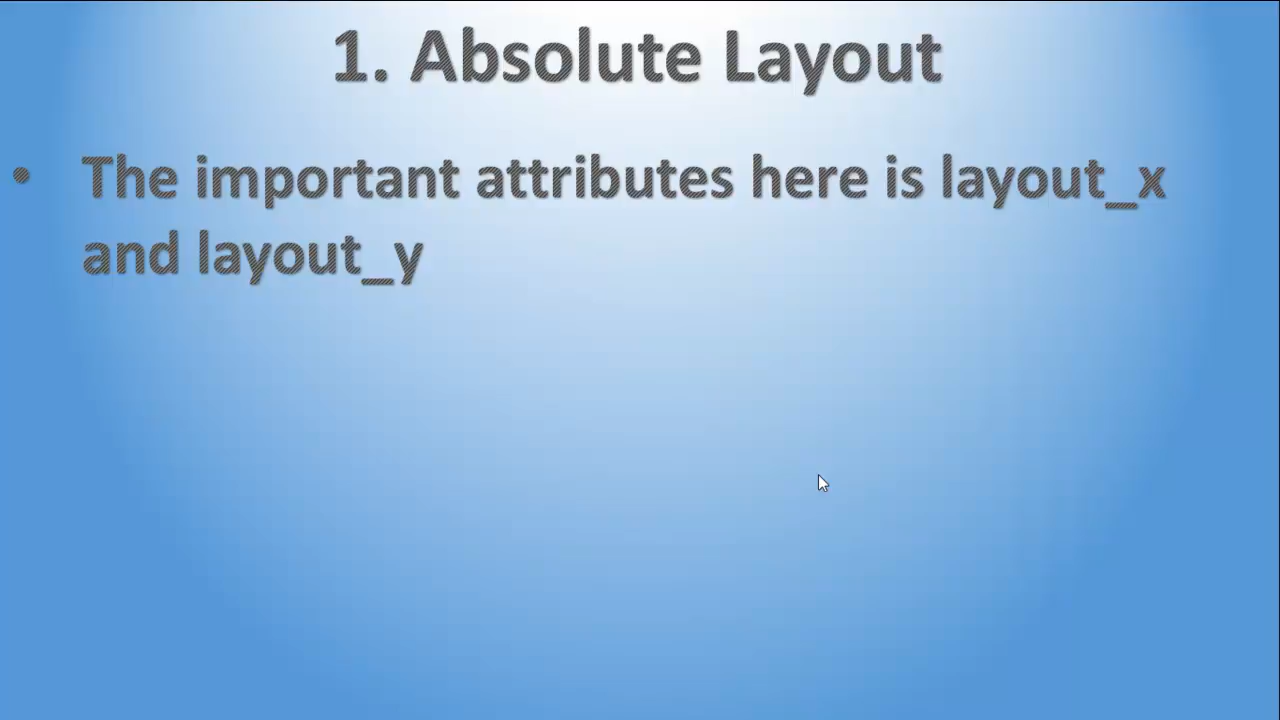 1. Absolute Layout
• The important attributes here is layout_x
and layout_y